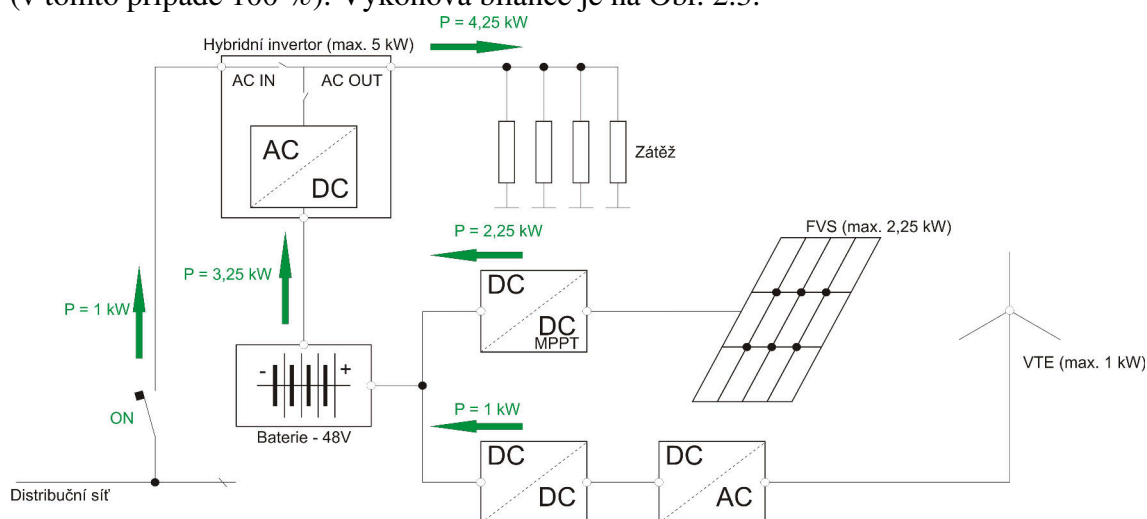 (v tomto případě 100 %). Výkonová bilance je na Obr. 2.3.
P = 4,25 kW
Hybridní invertor (max. 5 kW)
AC IN
AC OUT
AC
DC
Zátěž
P = 2,25 kW
FVS (max. 2,25 kW)
P = 3,25 kW
DC
DC
MPPT
P = 1 kW
- +
VTE (max. 1 kW)
P = 1 kW
ON
Baterie - 48V
DC
DC
DC
AC
Distribuční síť